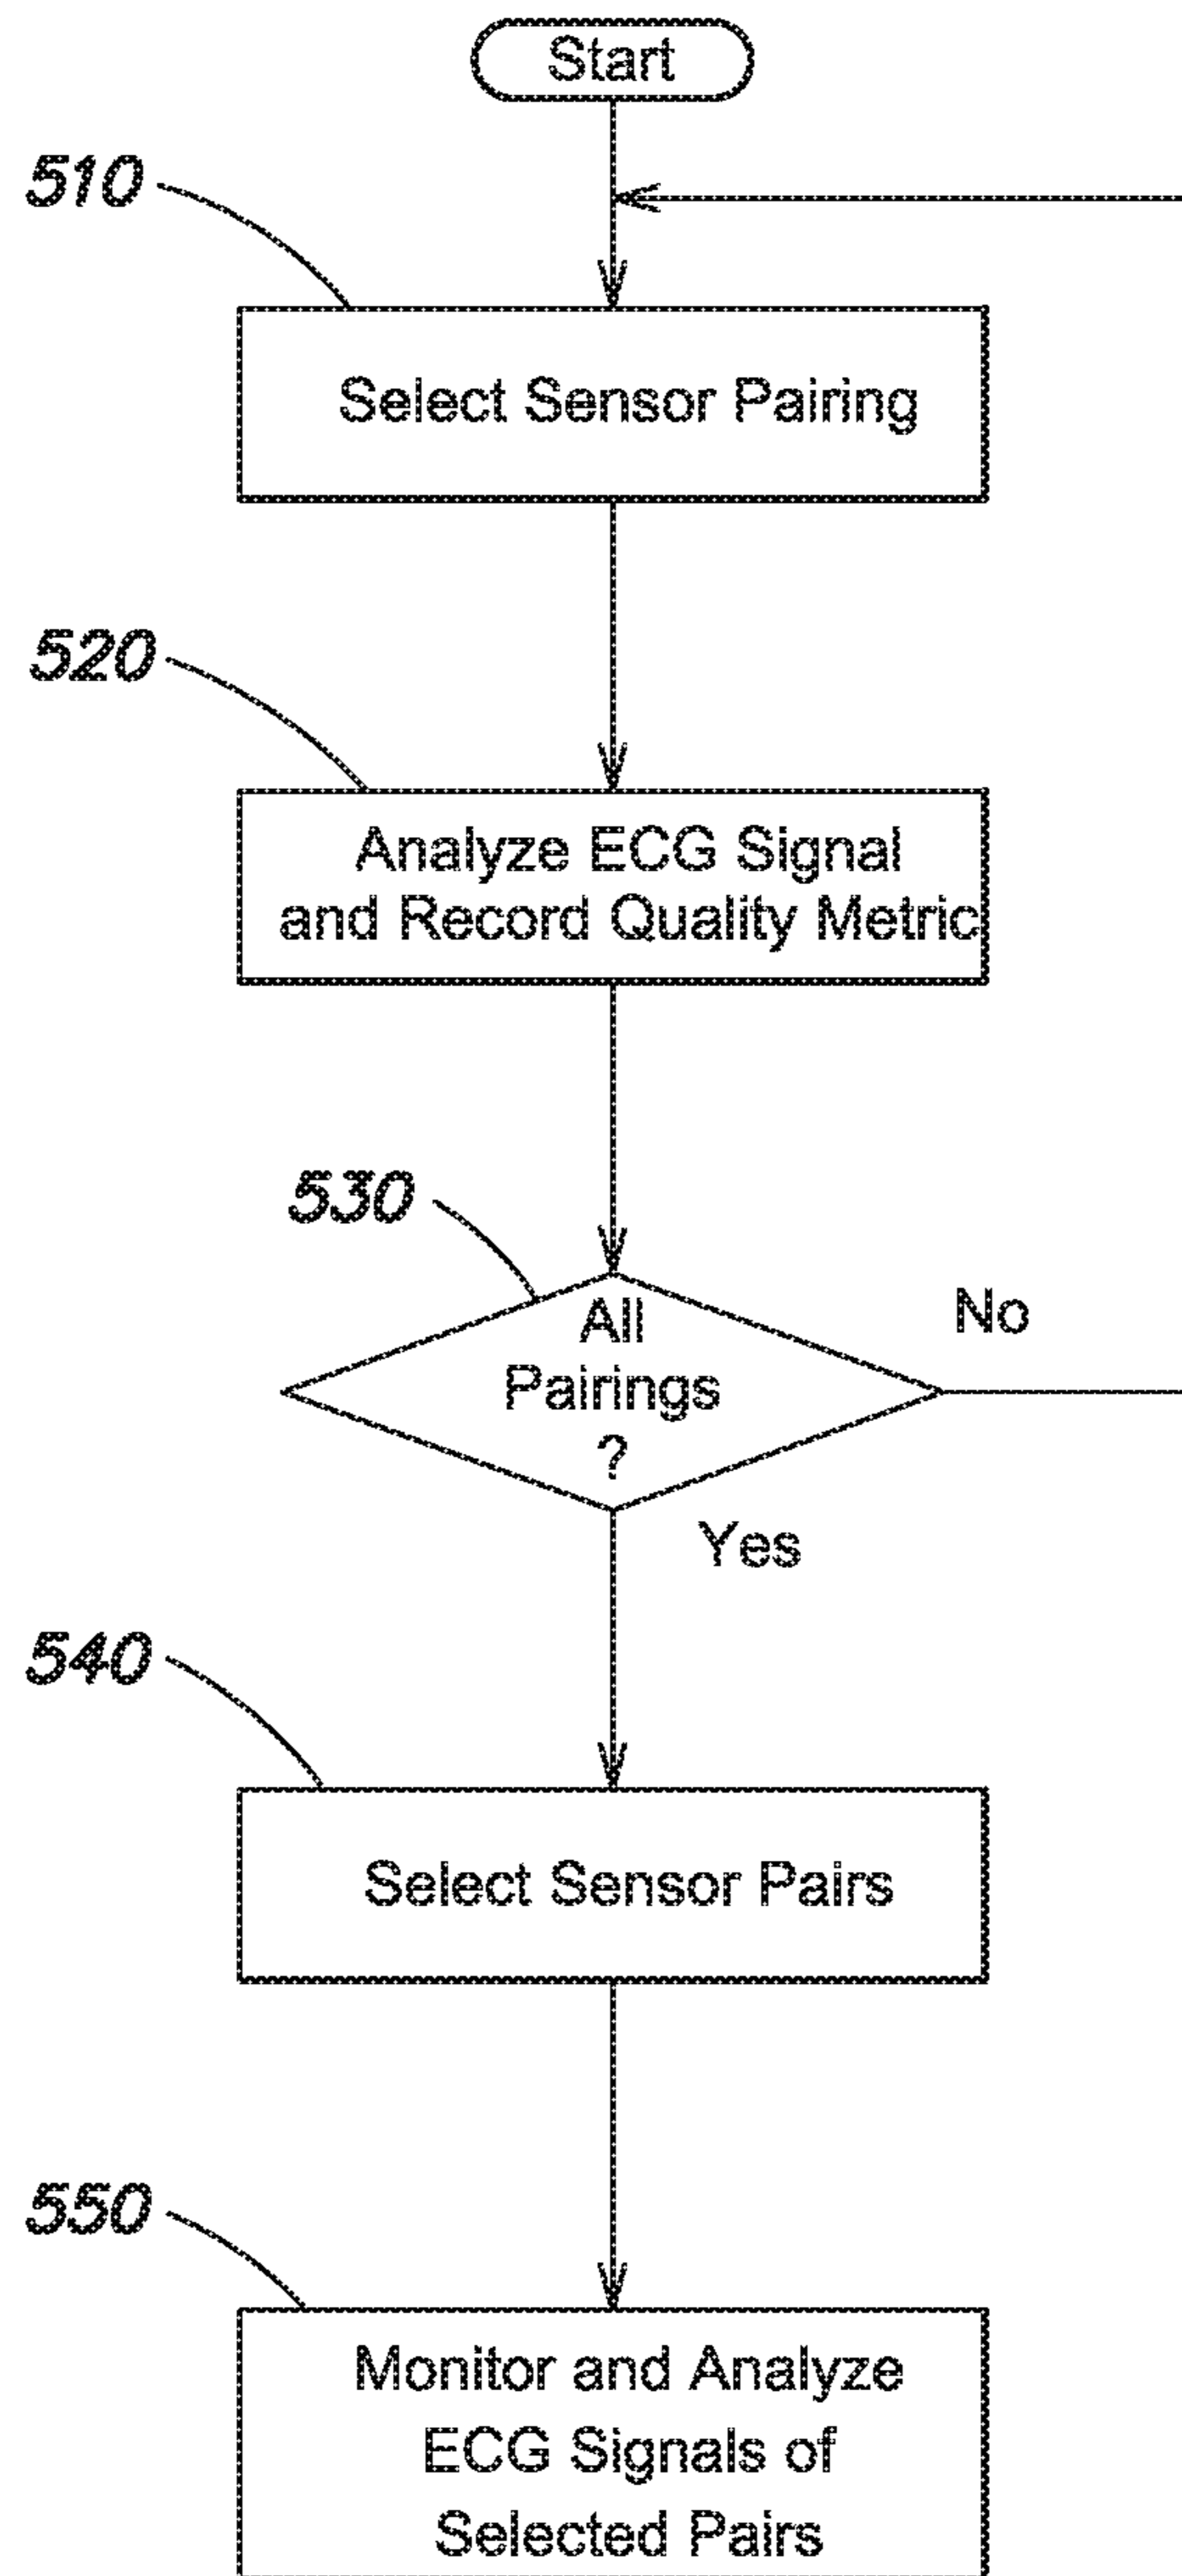 Start
510
Select Sensor Pairing
520
Analyze ECG Signal
and Record Quality Metric
530
All
Pairings
?
No
Yes
540
Select Sensor Pairs
550
Monitor and Analyze
ECG Signals of
Selected Pairs